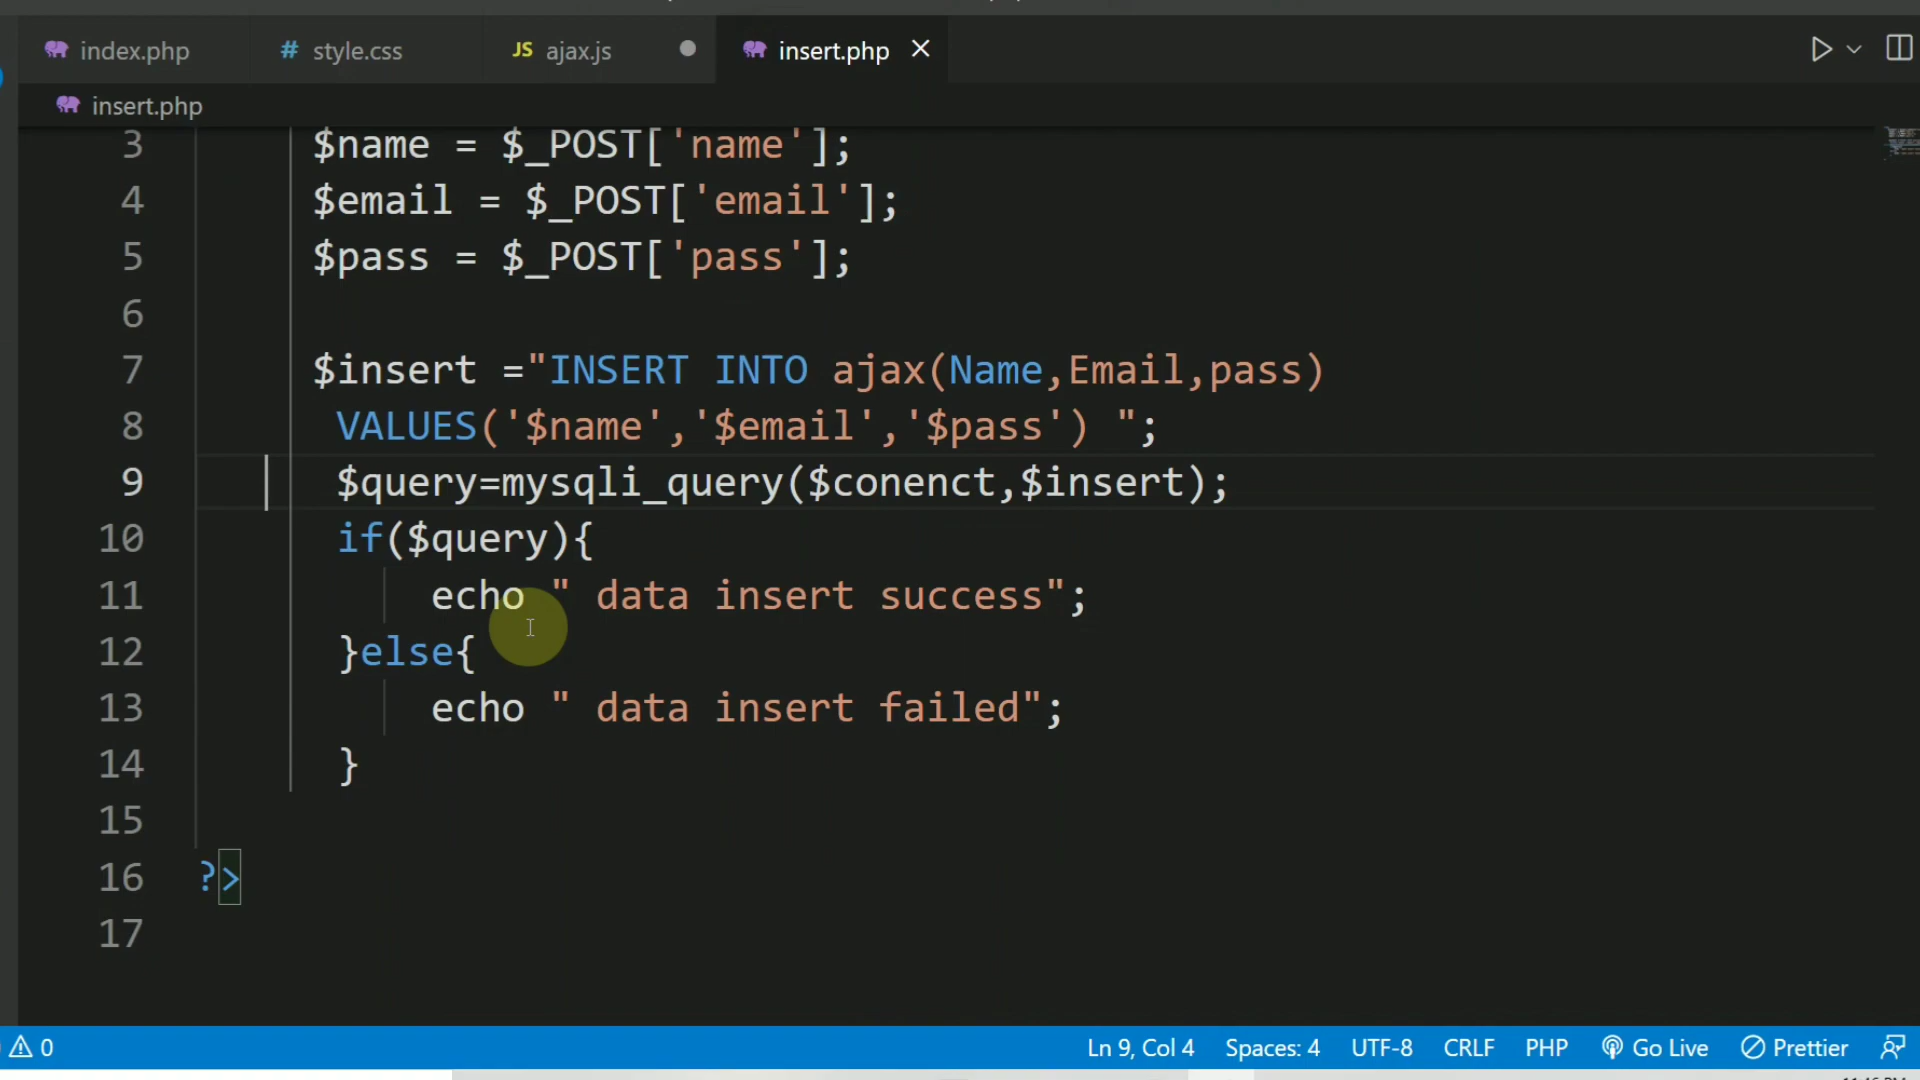 index.php # style.css JS ajax.js insert.php
insert.php
3 $name = $_POST['name'];
4 $email = $_POST['email'];
5 $pass = $_POST['pass'];
6
7 $insert ="INSERT INTO ajax(Name,Email,pass)
8 VALUES('$name','$email','$pass') ";
9 $query=mysqli_query($conenct,$insert);
10 if($query){
11 echo " data insert success";
12 }else{
13 echo " data insert failed";
14 }
15
16 ?>
17
0 Ln 9, Col 4 Spaces: 4 UTF-8 CRLF PHP Go Live Prettier